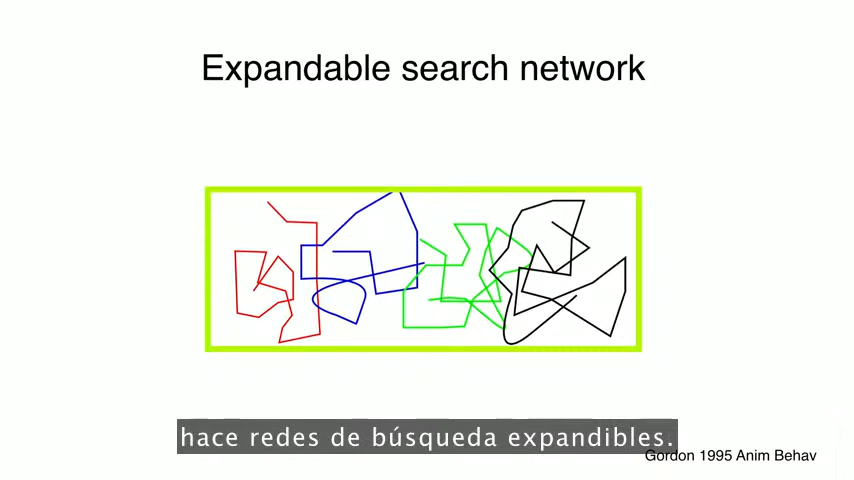 Expandable search network
hace redes de búsqueda expandibles.
Gordon 1995 Anim Behav